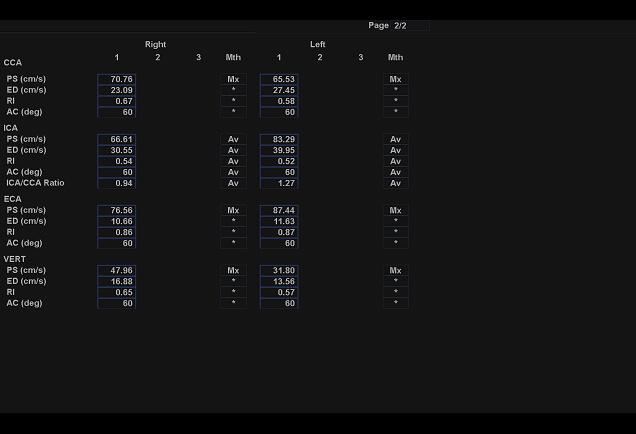 Page 2/2
Right Left
1 2 3 Mth 1 2 3 Mth
CCA
PS (cm/s) 70.76 Mx 65.53 Mx
ED (cm/s) 23.09 * 27.45 *
RI 0.67 * 0.58 *
AC (deg) 60 * 60 *
ICA
PS (cm/s) 66.61 Av 83.29 Av
ED (cm/s) 30.55 Av 39.95 Av
RI 0.54 Av 0.52 Av
AC (deg) 60 Av 60 Av
ICA/CCA Ratio 0.94 Av 1.27 Av
ECA
PS (cm/s) 76.56 Mx 87.44 Mx
ED (cm/s) 10.66 * 11.63 *
RI 0.86 * 0.87 *
AC (deg) 60 * 60 *
VERT
PS (cm/s) 47.96 Mx 31.80 Mx
ED (cm/s) 16.88 * 13.56 *
RI 0.65 * 0.57 *
AC (deg) 60 * 60 *